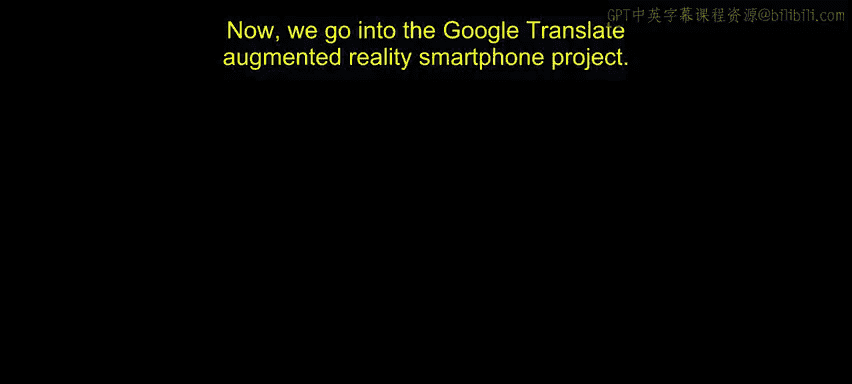 GPT中英字幕课程资源@bilibili.com
Now, we go into the Google Translate
augmented reality smartphone project.